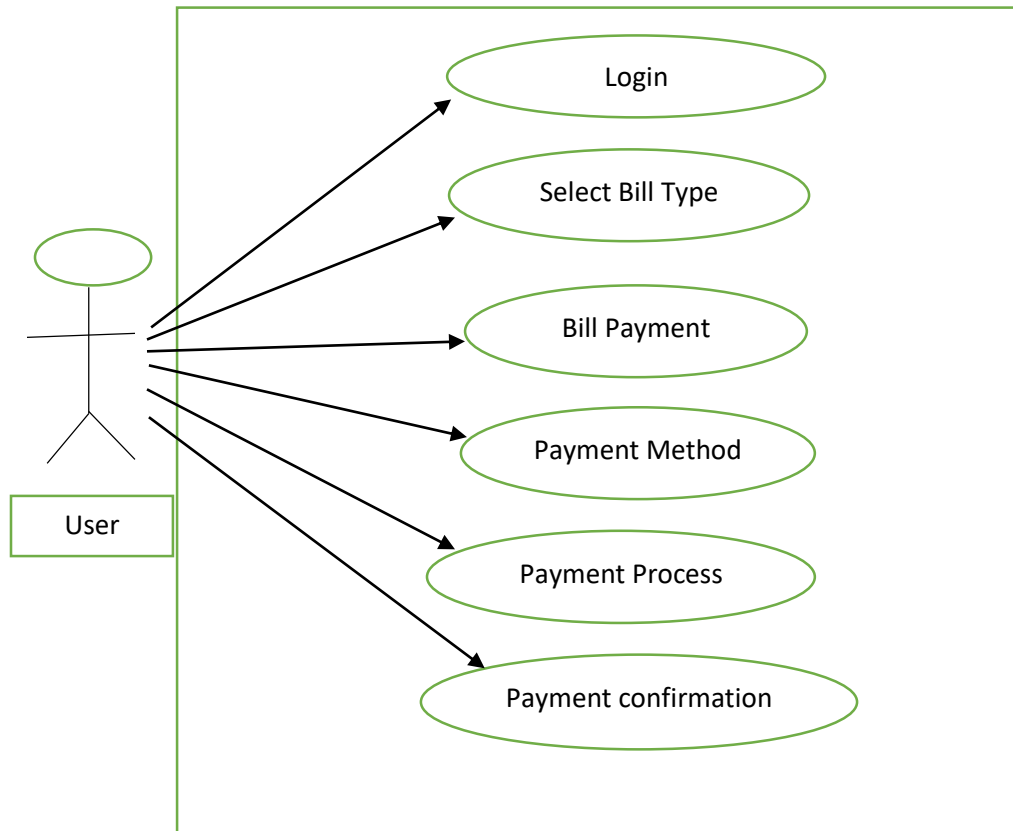 Login
Select Bill Type
Bill Payment
Payment Method
User
Payment Process
Payment confirmation